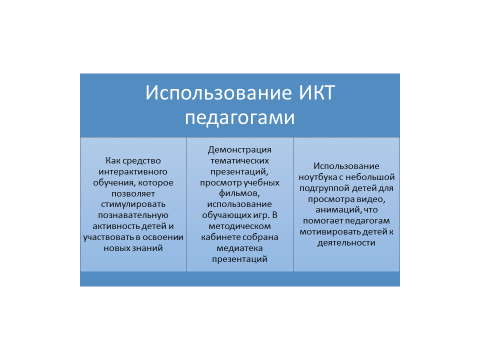 Использование ИКТ
педагогами
Как средство
интерактивного
обучения, которое
позволяет
стимулировать
познавательную
активность детей и
участвовать в освоении
новых знаний
Демонстрация
тематических
презентаций,
просмотр учебных
фильмов,
использование
обучающих игр. В
методическом
кабинете собрана
медиатека
презентаций
Использование
ноутбука с небольшой
подгруппой детей для
просмотра видео,
анимаций, что
помогает педагогам
мотивировать детей к
деятельности